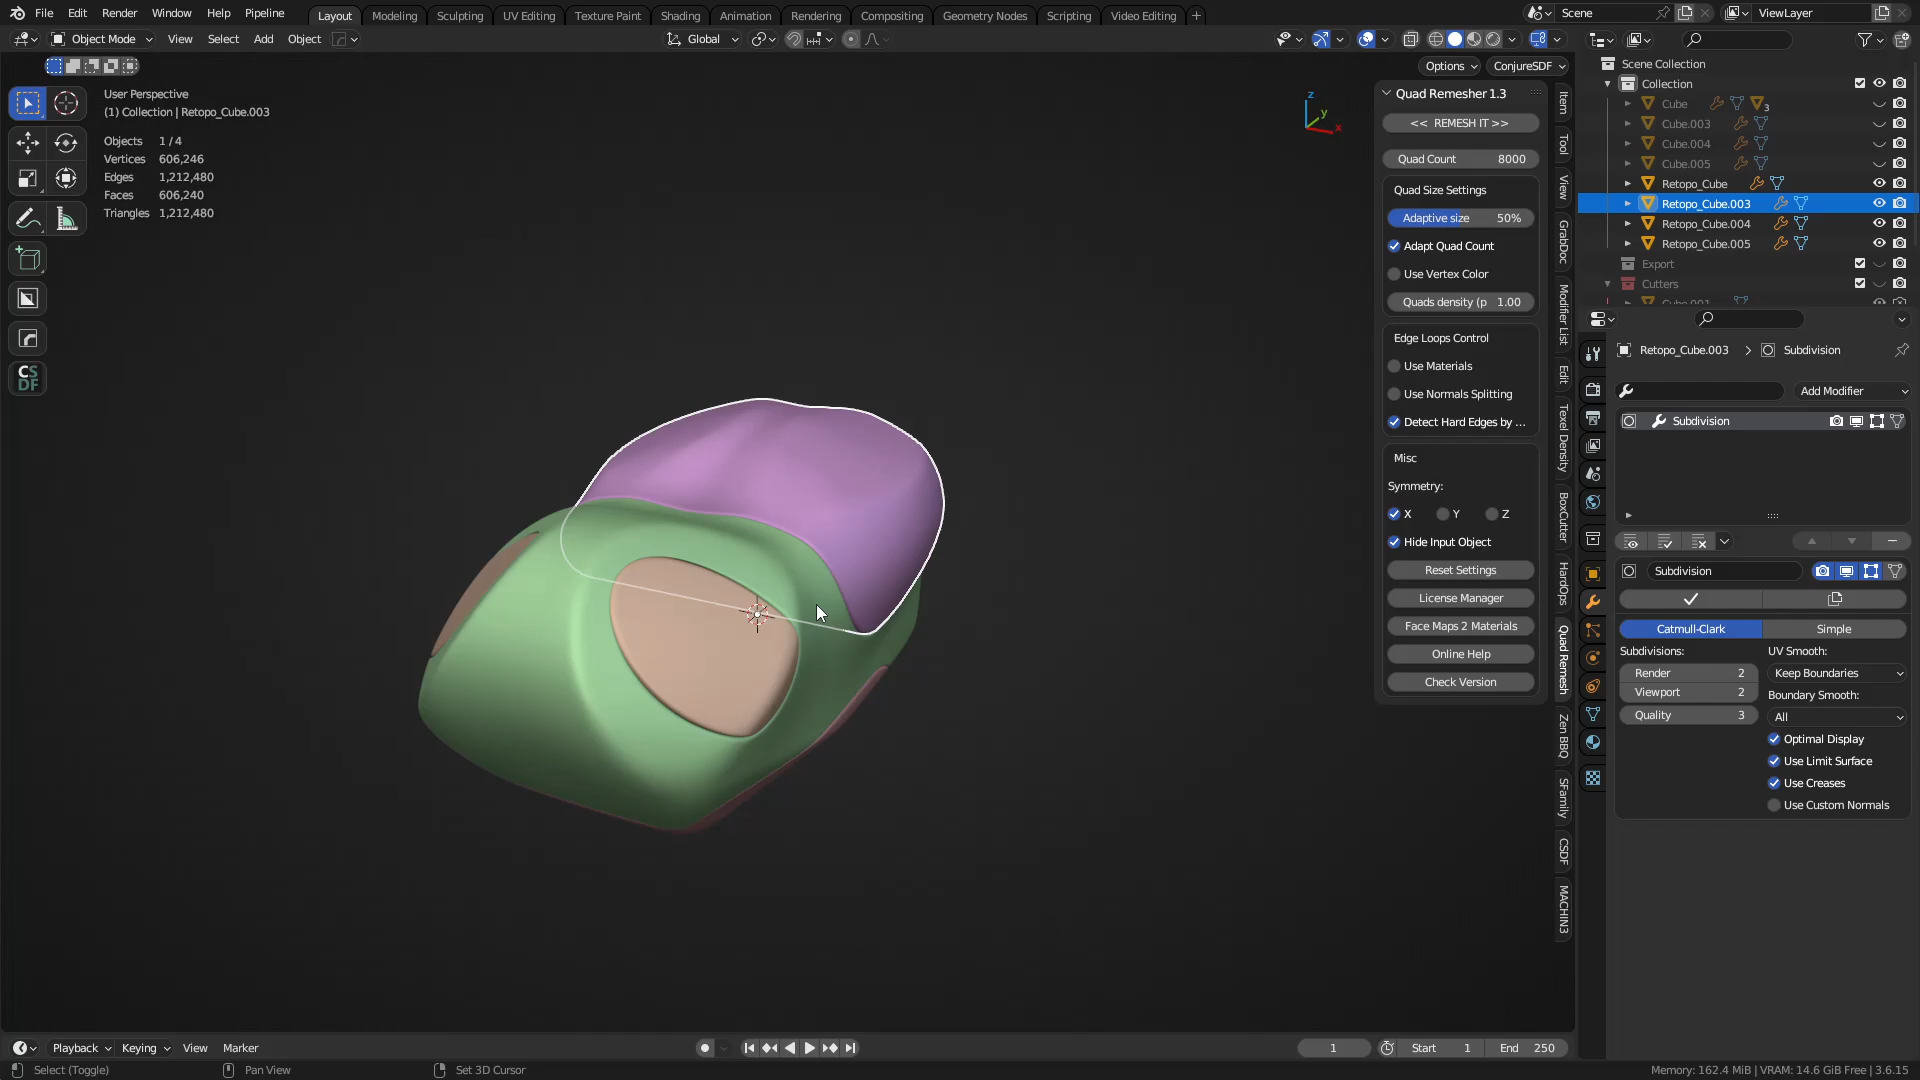 File Edit Render Window Help Pipeline Layout Modeling Sculpting UV Editing Texture Paint Shading Animation Rendering Compositing Geometry Nodes Scripting Video Editing + Scene ViewLayer
Object Mode View Select Add Object Global
Options ConjureSDF
User Perspective
(1) Collection | Retopo_Cube.003
Objects 1 / 4
Vertices 606,246
Edges 1,212,480
Faces 606,240
Triangles 1,212,480
CS
DF
z
y
x
Quad Remesher 1.3
<< REMESH IT >>
Quad Count 8000
Quad Size Settings
Adaptive size 50%
Adapt Quad Count
Use Vertex Color
Quads density (p 1.00
Edge Loops Control
Use Materials
Use Normals Splitting
Detect Hard Edges by ...
Misc
Symmetry:
X Y Z
Hide Input Object
Reset Settings
License Manager
Face Maps 2 Materials
Online Help
Check Version
Item
Tool
View
GrabDoc
Modifier List
Edit
Texel Density
BoxCutter
HardOps
Quad Remesh
Zen BBQ
SFamily
CSDF
MACHIN3
Scene Collection
Collection
Cube 3
Cube.003
Cube.004
Cube.005
Retopo_Cube
Retopo_Cube.003
Retopo_Cube.004
Retopo_Cube.005
Export
Cutters
Cube.001
Retopo_Cube.003 > Subdivision
Add Modifier
Subdivision
Subdivision
Catmull-Clark Simple
Subdivisions: UV Smooth:
Render 2 Keep Boundaries
Viewport 2 Boundary Smooth:
Quality 3 All
Optimal Display
Use Limit Surface
Use Creases
Use Custom Normals
Playback Keying View Marker 1 Start 1 End 250
Select (Toggle) Pan View Set 3D Cursor Memory: 162.4 MiB | VRAM: 14.6 GiB Free | 3.6.15